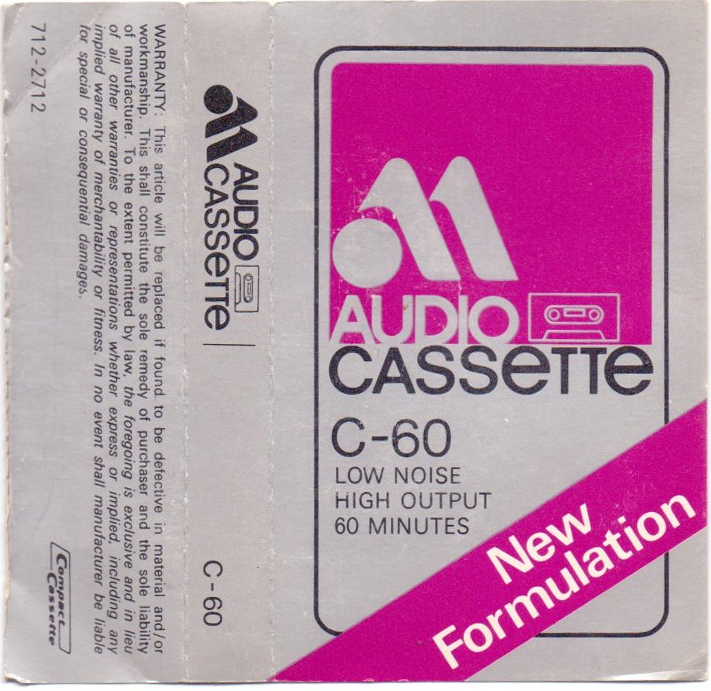 AUDIO
CASSETTE
C-60
LOW NOISE
HIGH OUTPUT
60 MINUTES
New
Formulation
AUDIO
CASSETTE
C-60
WARRANTY: This article will be replaced if found to be defective in material and/or
workmanship. This shall constitute the sole remedy of purchaser and the sole liability
of manufacturer. To the extent permitted by law, the foregoing is exclusive and in lieu
of all other warranties or representations whether express or implied, including any
implied warranty of merchantability or fitness. In no event shall manufacturer be liable
for special or consequential damages.
712-2712
Compact
Cassette